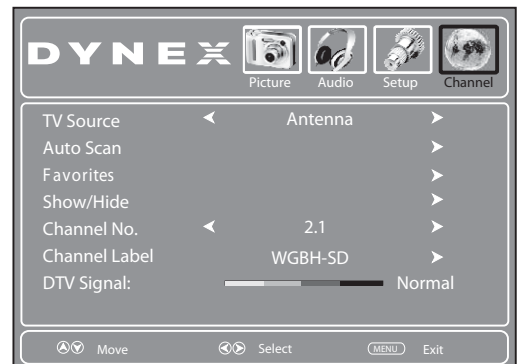 DYNEX
Picture Audio Setup Channel
TV Source Antenna
Auto Scan
Favorites
Show/Hide
Channel No. 2.1
Channel Label WGBH-SD
DTV Signal: Normal
Move Select MENU Exit